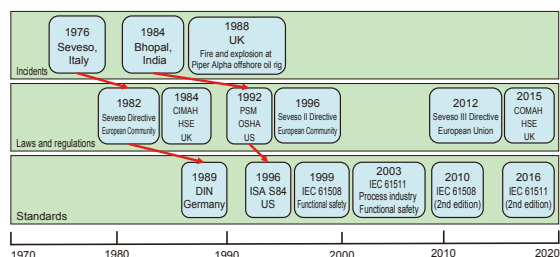 1976
Seveso,
Italy
1984
Bhopal,
India
1988
UK
Fire and explosion at
Piper Alpha offshore oil rig
Incidents
1982
Seveso Directive
European Community
1984
CIMAH
HSE
UK
1992
PSM
OSHA
US
1996
Seveso II Directive
European Community
2012
Seveso III Directive
European Union
2015
COMAH
HSE
UK
Laws and regulations
1989
DIN
Germany
1996
ISA S84
US
1999
IEC 61508
Functional safety
2003
IEC 61511
Process industry
Functional safety
2010
IEC 61508
(2nd edition)
2016
IEC 61511
(2nd edition)
Standards
1970 1980 1990 2000 2010 2020